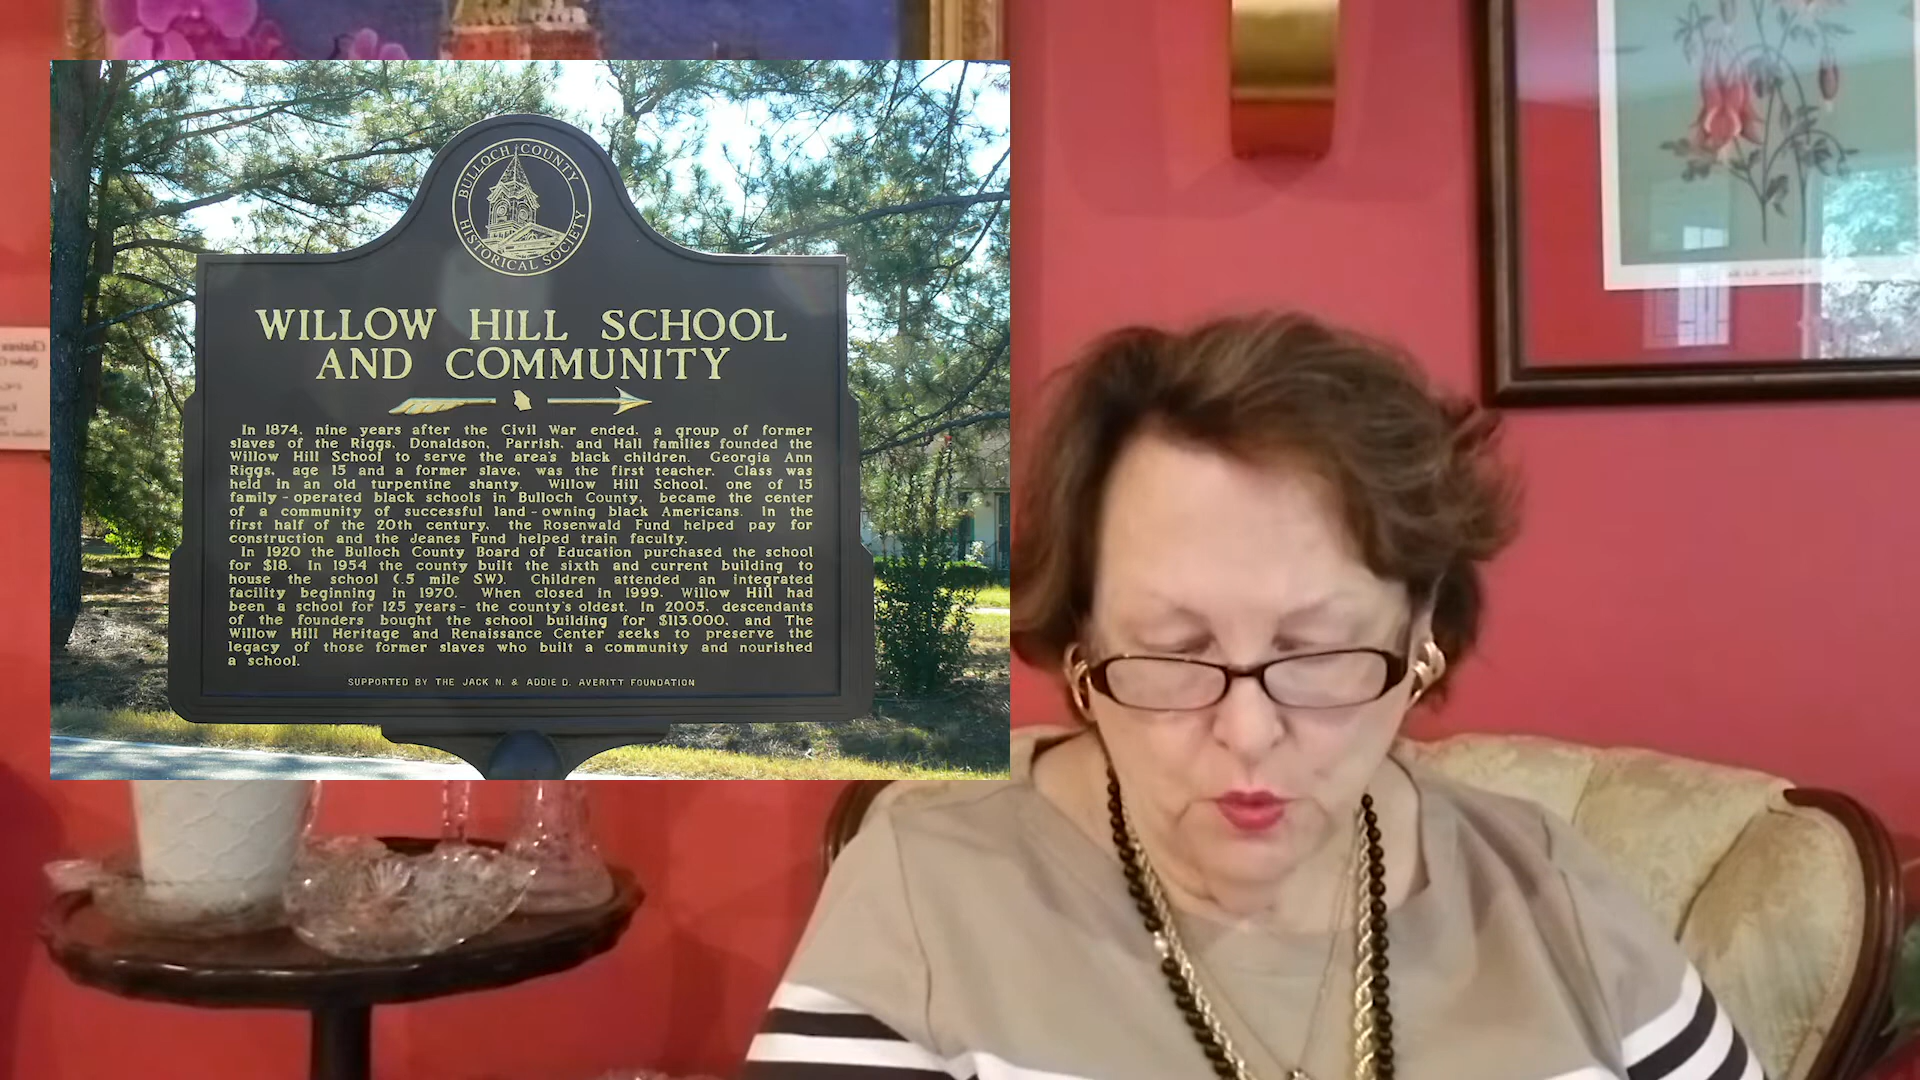 BULLOCH COUNTY
HISTORICAL SOCIETY
WILLOW HILL SCHOOL
AND COMMUNITY
In 1874, nine years after the Civil War ended, a group of former
slaves of the Riggs, Donaldson, Parrish, and Hall families founded the
Willow Hill School to serve the area's black children. Georgia Ann
Riggs, age 15 and a former slave, was the first teacher. Class was
held in an old turpentine shanty. Willow Hill School, one of 15
family-operated black schools in Bulloch County, became the center
of a community of successful land-owning black Americans. In the
first half of the 20th century, the Rosenwald Fund helped pay for
construction and the Jeanes Fund helped train faculty.
In 1920 the Bulloch County Board of Education purchased the school
for $18. In 1954 the county built the sixth and current building to
house the school (.5 mile SW). Children attended an integrated
facility beginning in 1970. When closed in 1999, Willow Hill had
been a school for 125 years - the county's oldest. In 2005, descendants
of the founders bought the school building for $113,000, and The
Willow Hill Heritage and Renaissance Center seeks to preserve the
legacy of those former slaves who built a community and nourished
a school.
SUPPORTED BY THE JACK N. & ADDIE D. AVERITT FOUNDATION